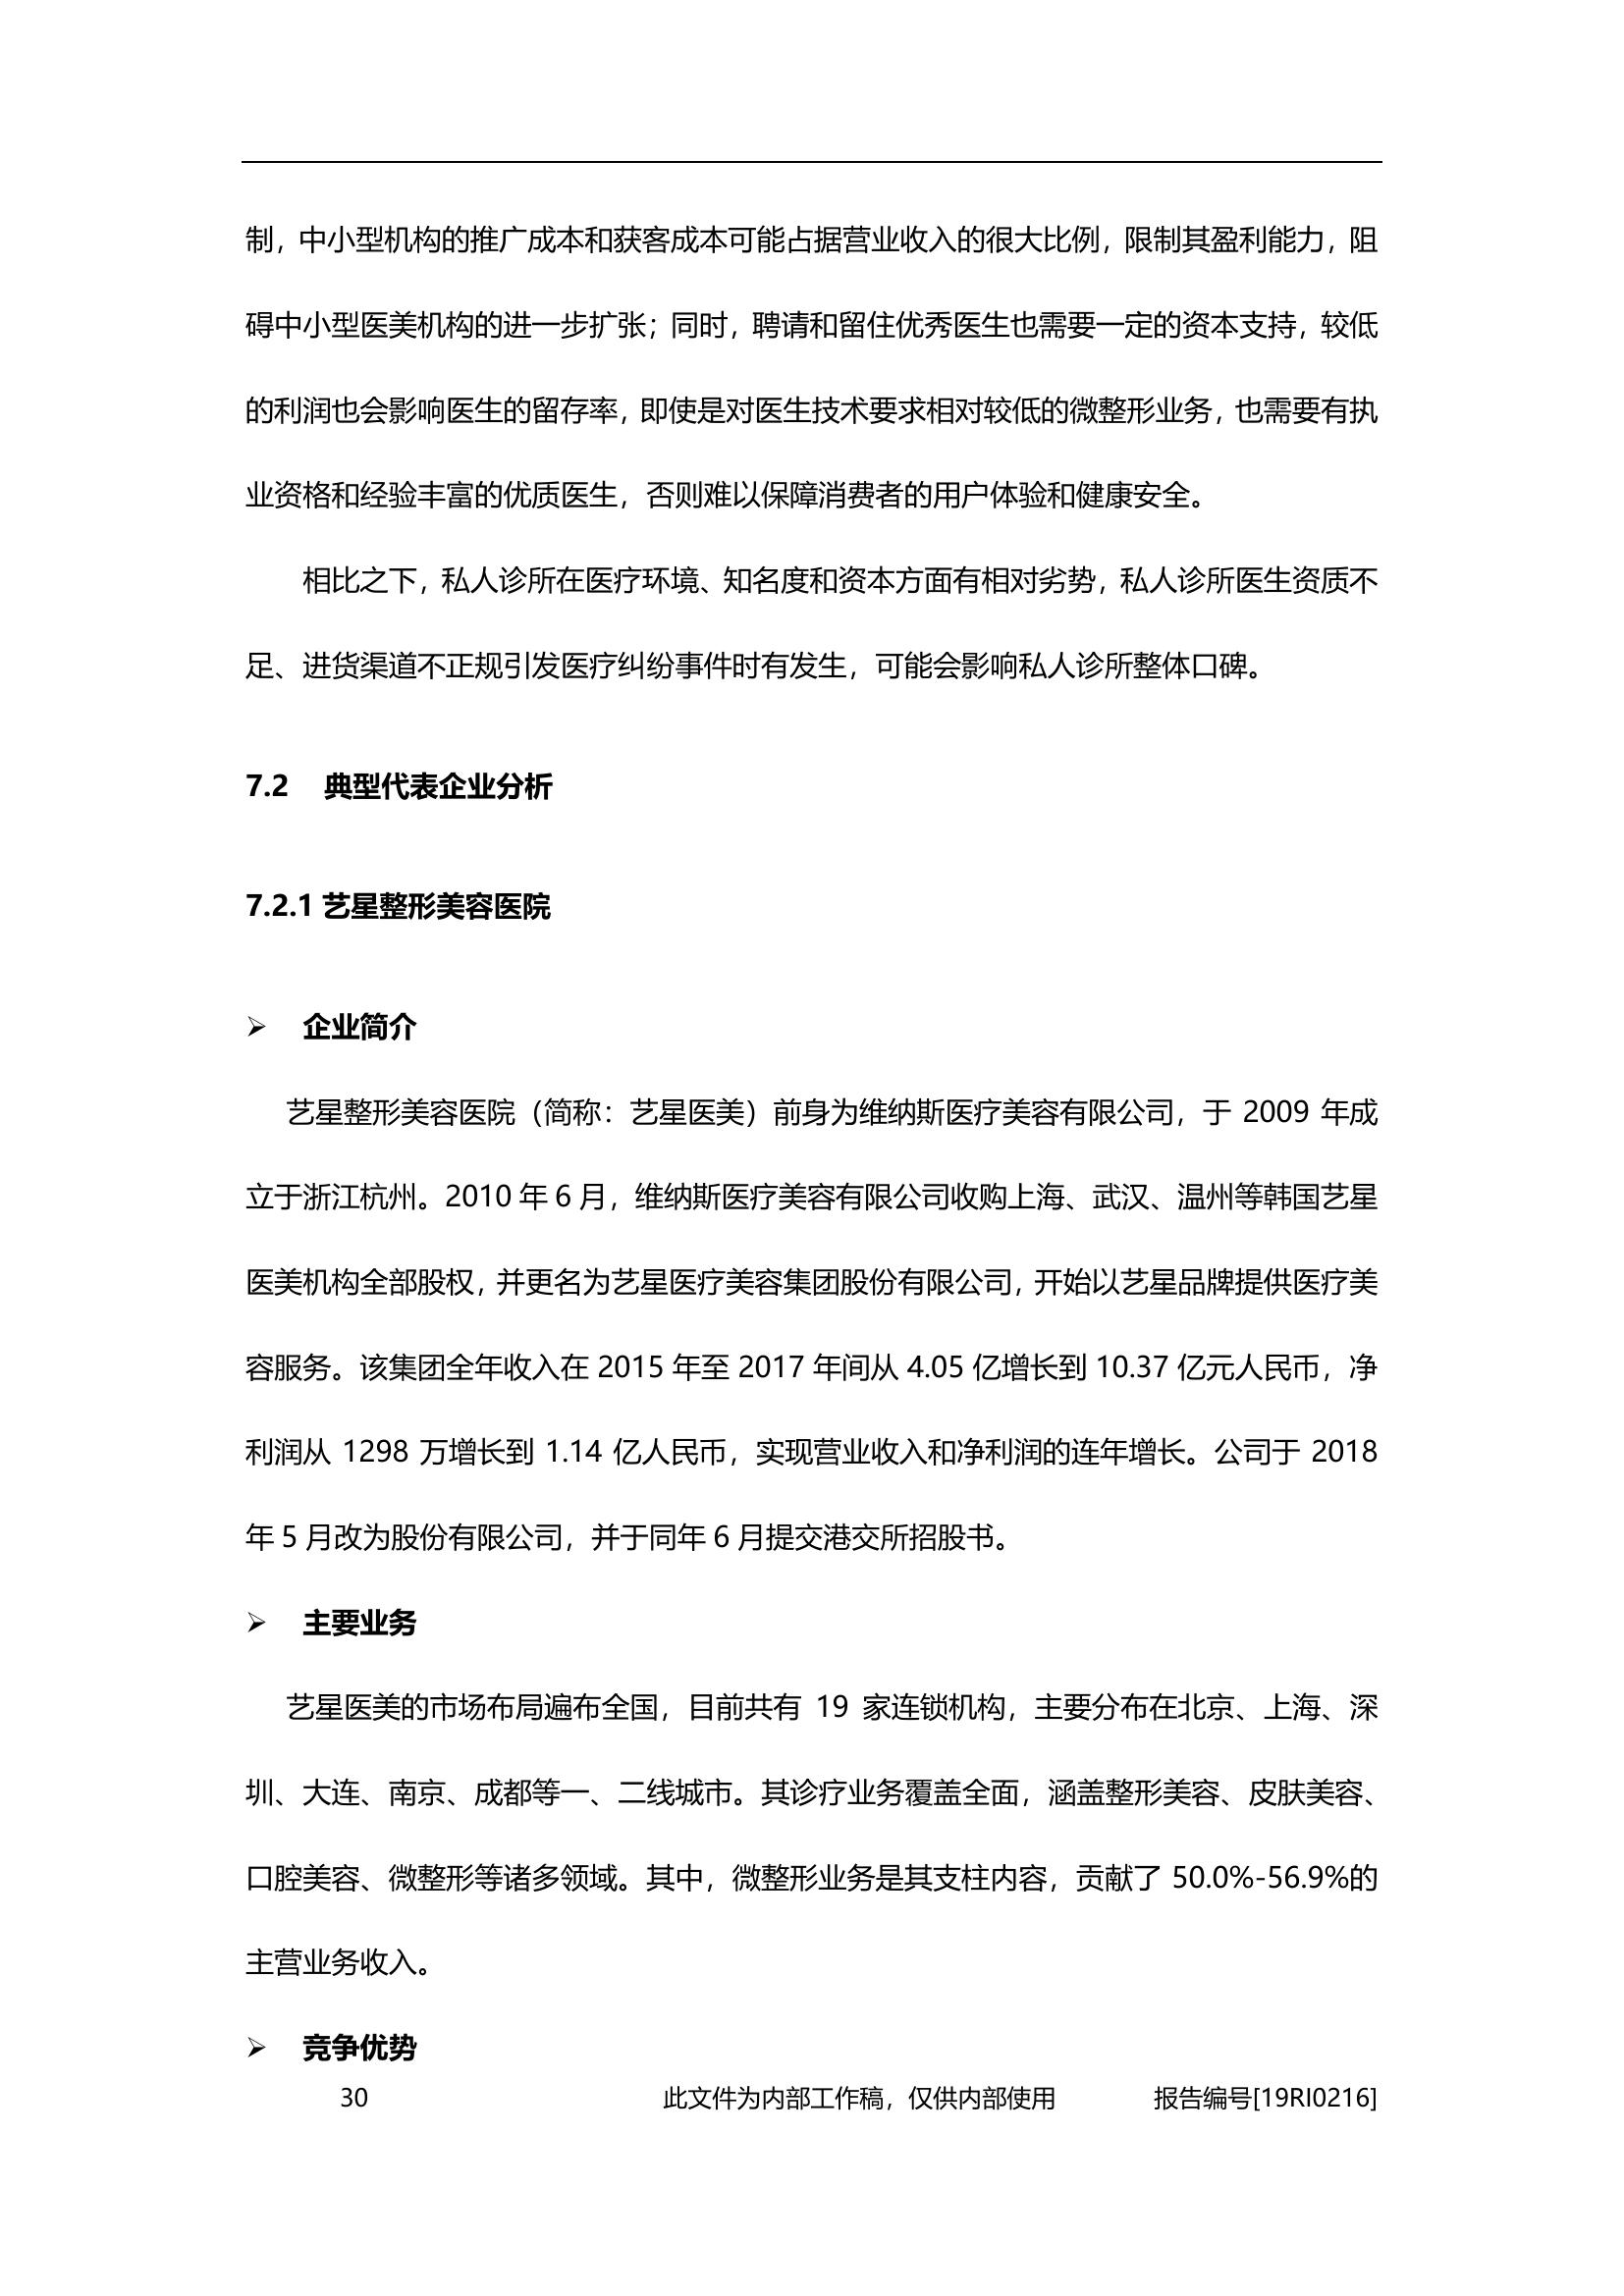 制，中小型机构的推广成本和获客成本可能占据营业收入的很大比例，限制其盈利能力，阻
碍中小型医美机构的进一步扩张；同时，聘请和留住优秀医生也需要一定的资本支持，较低
的利润也会影响医生的留存率，即使是对医生技术要求相对较低的微整形业务，也需要有执
业资格和经验丰富的优质医生，否则难以保障消费者的用户体验和健康安全。
相比之下，私人诊所在医疗环境、知名度和资本方面有相对劣势，私人诊所医生资质不
足、进货渠道不正规引发医疗纠纷事件时有发生，可能会影响私人诊所整体口碑。
7.2 典型代表企业分析
7.2.1 艺星整形美容医院
➢ 企业简介
艺星整形美容医院（简称：艺星医美）前身为维纳斯医疗美容有限公司，于 2009 年成
立于浙江杭州。2010 年 6 月，维纳斯医疗美容有限公司收购上海、武汉、温州等韩国艺星
医美机构全部股权，并更名为艺星医疗美容集团股份有限公司，开始以艺星品牌提供医疗美
容服务。该集团全年收入在 2015 年至 2017 年间从 4.05 亿增长到 10.37 亿元人民币，净
利润从 1298 万增长到 1.14 亿人民币，实现营业收入和净利润的连年增长。公司于 2018
年 5 月改为股份有限公司，并于同年 6 月提交港交所招股书。
➢ 主要业务
艺星医美的市场布局遍布全国，目前共有 19 家连锁机构，主要分布在北京、上海、深
圳、大连、南京、成都等一、二线城市。其诊疗业务覆盖全面，涵盖整形美容、皮肤美容、
口腔美容、微整形等诸多领域。其中，微整形业务是其支柱内容，贡献了 50.0%-56.9%的
主营业务收入。
➢ 竞争优势
30 此文件为内部工作稿，仅供内部使用 报告编号[19RI0216]